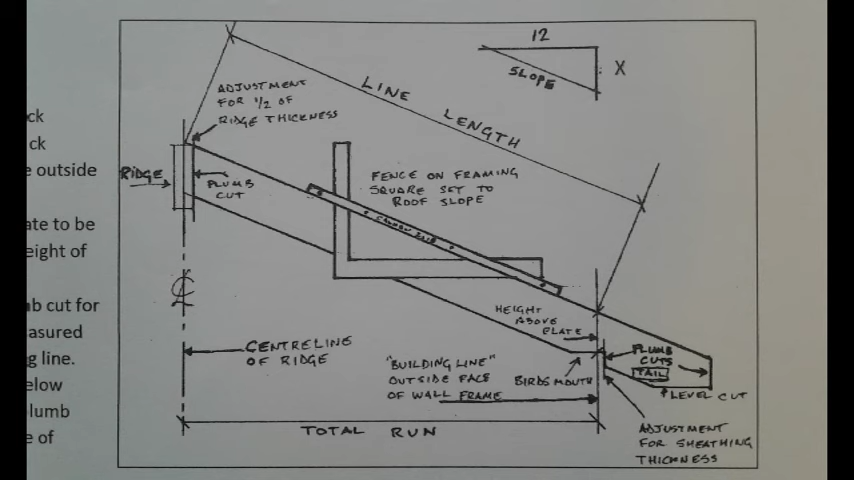 ck
ck
e outside
ate to be
eight of
ab cut for
asured
g line.
elow
plumb
e of
12
SLOPE
X
LINE LENGTH
ADJUSTMENT
FOR 1/2 OF
RIDGE THICKNESS
RIDGE
PLUMB
CUT
FENCE ON FRAMING
SQUARE SET TO
ROOF SLOPE
℄
CENTRELINE
OF RIDGE
HEIGHT
ABOVE
PLATE
"BUILDING LINE"
OUTSIDE FACE
OF WALL FRAME
BIRDS MOUTH
PLUMB
CUTS
TAIL
LEVEL CUT
TOTAL RUN
ADJUSTMENT
FOR SHEATHING
THICKNESS